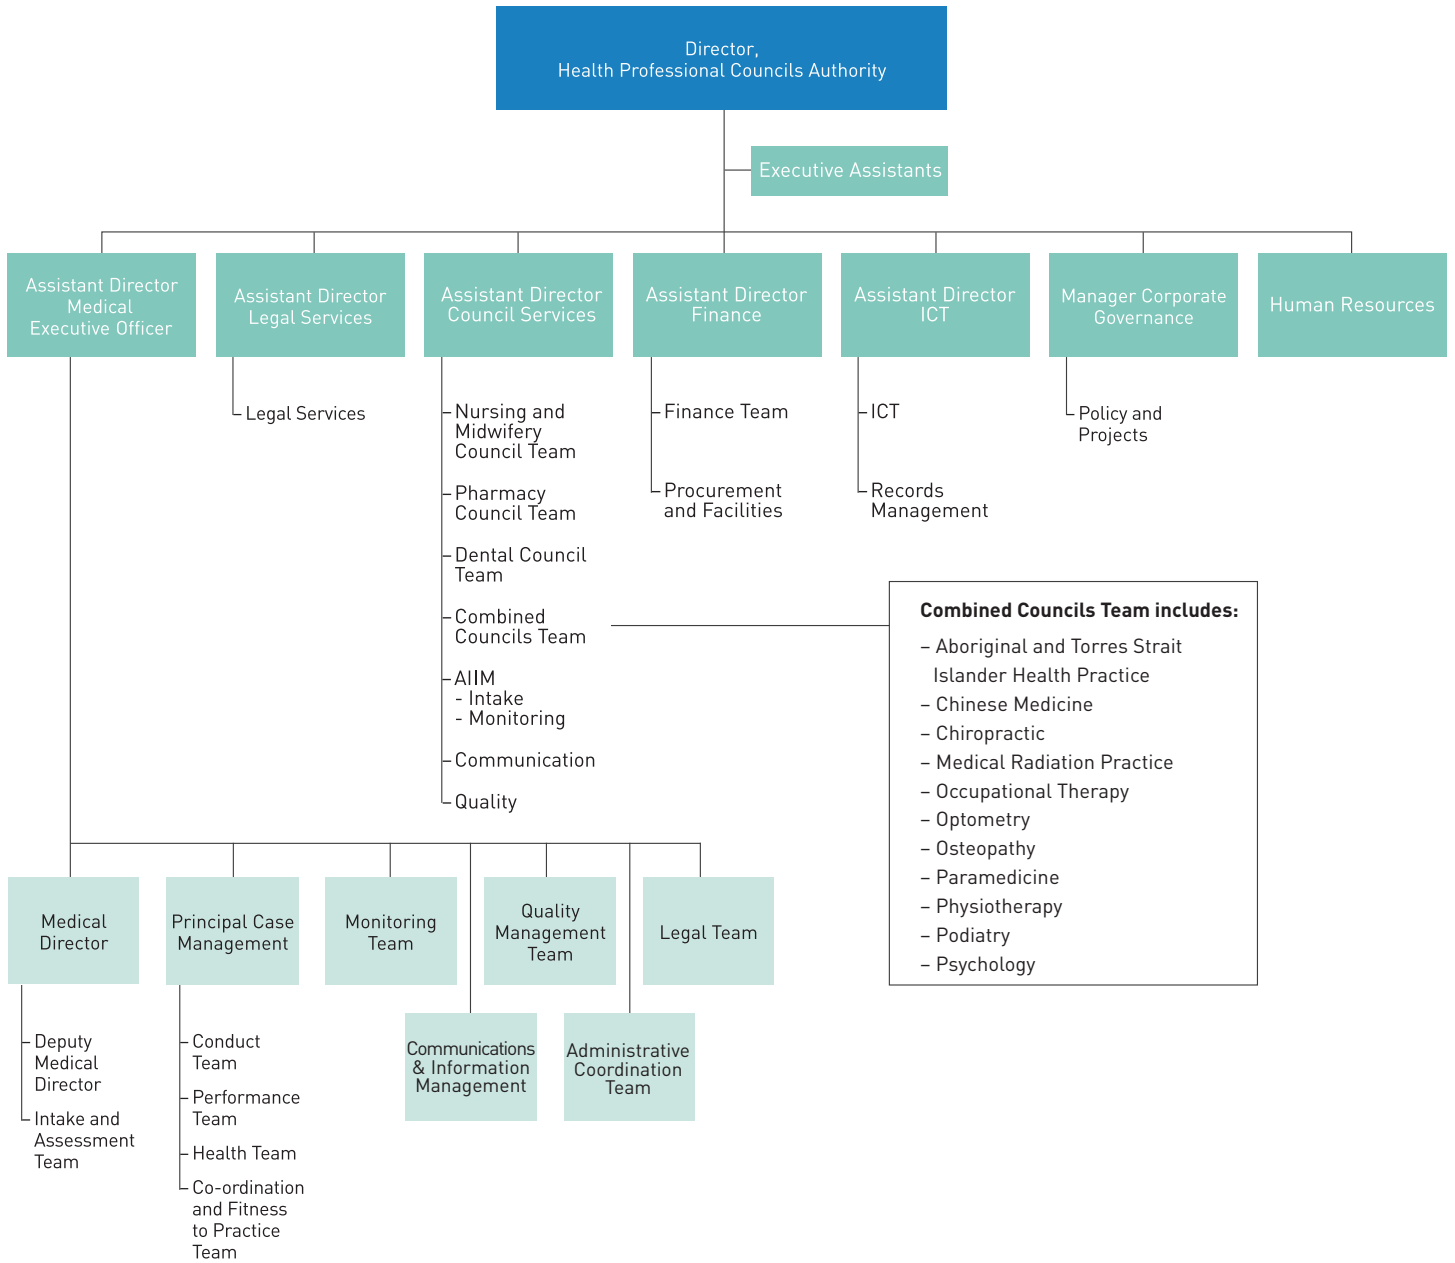 Director,
Health Professional Councils Authority
Executive Assistants
Assistant Director
Medical
Executive Officer
Assistant Director
Legal Services
Assistant Director
Council Services
Assistant Director
Finance
Assistant Director
ICT
Manager Corporate
Governance
Human Resources
Legal Services
Nursing and
Midwifery
Council Team
Pharmacy
Council Team
Dental Council
Team
Combined
Councils Team
AIIM
- Intake
- Monitoring
Communication
Quality
Finance Team
Procurement
and Facilities
ICT
Records
Management
Policy and
Projects
Combined Councils Team includes:
– Aboriginal and Torres Strait
Islander Health Practice
– Chinese Medicine
– Chiropractic
– Medical Radiation Practice
– Occupational Therapy
– Optometry
– Osteopathy
– Paramedicine
– Physiotherapy
– Podiatry
– Psychology
Medical
Director
Principal Case
Management
Monitoring
Team
Quality
Management
Team
Legal Team
Communications
& Information
Management
Administrative
Coordination
Team
Deputy
Medical
Director
Intake and
Assessment
Team
Conduct
Team
Performance
Team
Health Team
Co-ordination
and Fitness
to Practice
Team